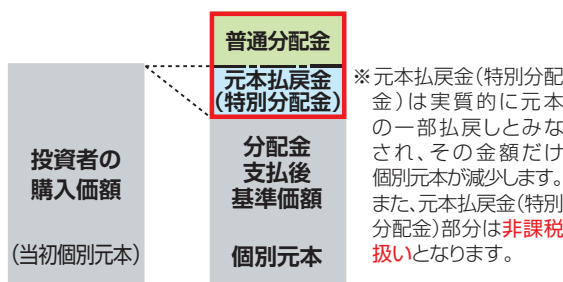 普通分配金
元本払戻金
(特別分配金)
投資者の
購入価額
(当初個別元本)
分配金
支払後
基準価額
個別元本
※元本払戻金(特別分配
金)は実質的に元本
の一部払戻しとみな
され、その金額だけ
個別元本が減少します。
また、元本払戻金(特別
分配金)部分は非課税
扱いとなります。